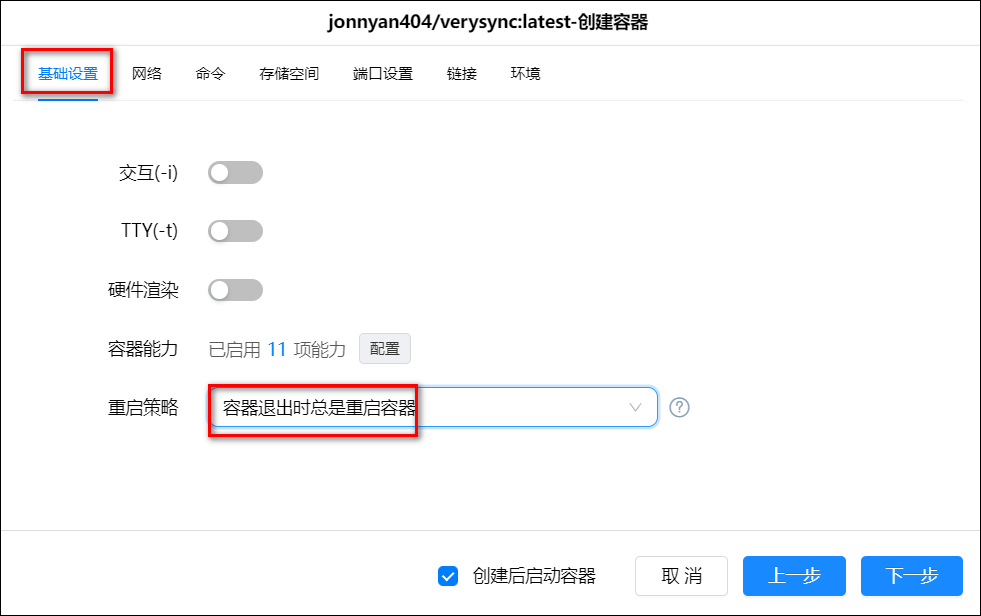 jonnyan404/verysync:latest-创建容器
基础设置 网络 命令 存储空间 端口设置 链接 环境
交互(-i)
TTY(-t)
硬件渲染
容器能力 已启用 11 项能力 配置
重启策略 容器退出时总是重启容器 ?
创建后启动容器 取 消 上一步 下一步